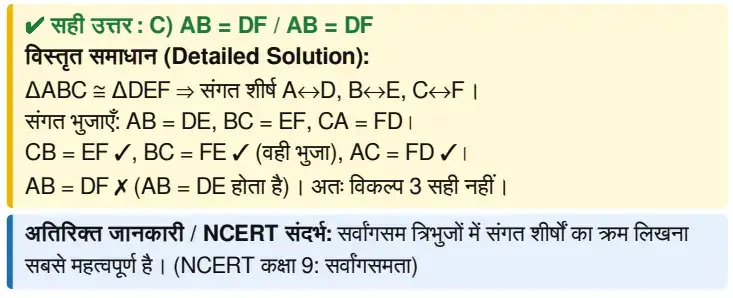 ✔ सही उत्तर : C) AB = DF / AB = DF
विस्तृत समाधान (Detailed Solution):
ΔABC ≅ ΔDEF ⇒ संगत शीर्ष A↔D, B↔E, C↔F ।
संगत भुजाएँ: AB = DE, BC = EF, CA = FD।
CB = EF ✓, BC = FE ✓ (वही भुजा), AC = FD ✓।
AB = DF ✗ (AB = DE होता है) । अतः विकल्प 3 सही नहीं ।
अतिरिक्त जानकारी / NCERT संदर्भ: सर्वांगसम त्रिभुजों में संगत शीर्षों का क्रम लिखना
सबसे महत्वपूर्ण है । (NCERT कक्षा 9: सर्वांगसमता)